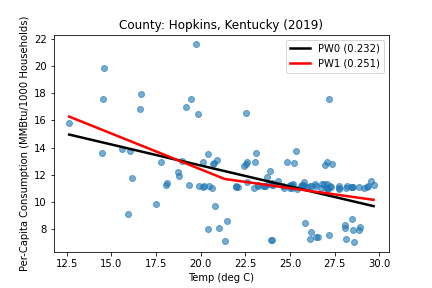 County: Hopkins, Kentucky (2019)
Per-Capita Consumption (MMBtu/1000 Households)
22
20
18
16
14
12
10
8
PW0 (0.232)
PW1 (0.251)
12.5 15.0 17.5 20.0 22.5 25.0 27.5 30.0
Temp (deg C)